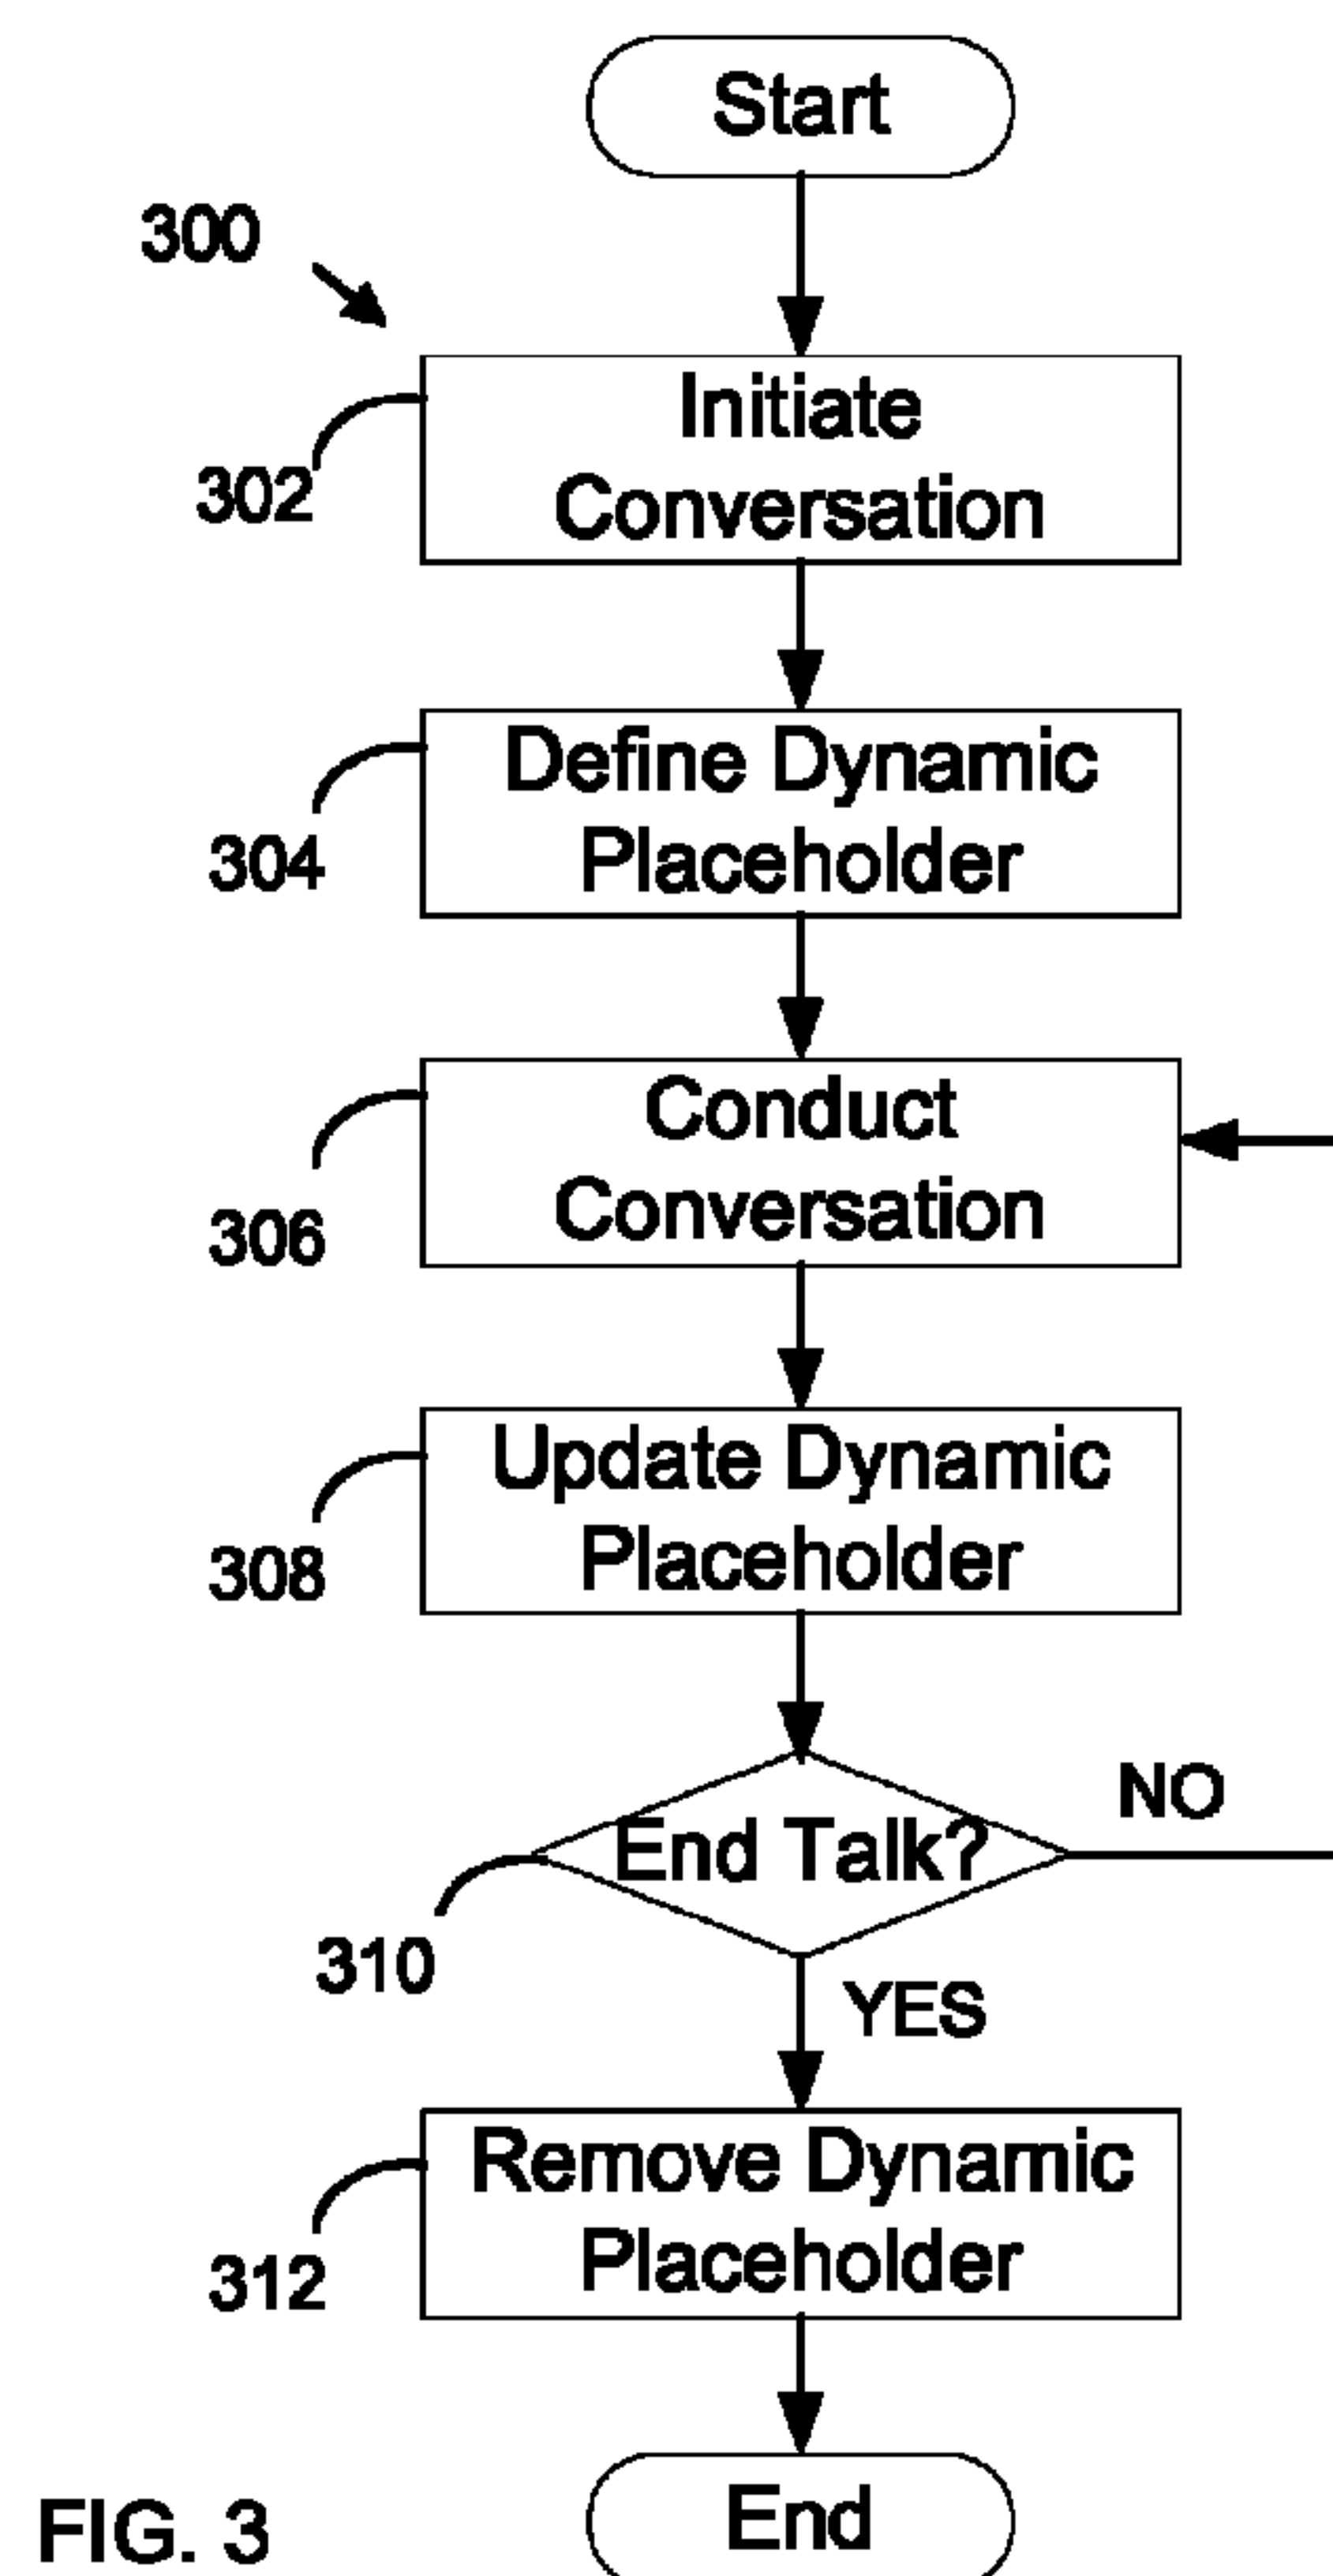 Start
300
Initiate
Conversation
302
Define Dynamic
Placeholder
304
Conduct
Conversation
306
Update Dynamic
Placeholder
308
End Talk?
NO
310
YES
Remove Dynamic
Placeholder
312
End
FIG. 3